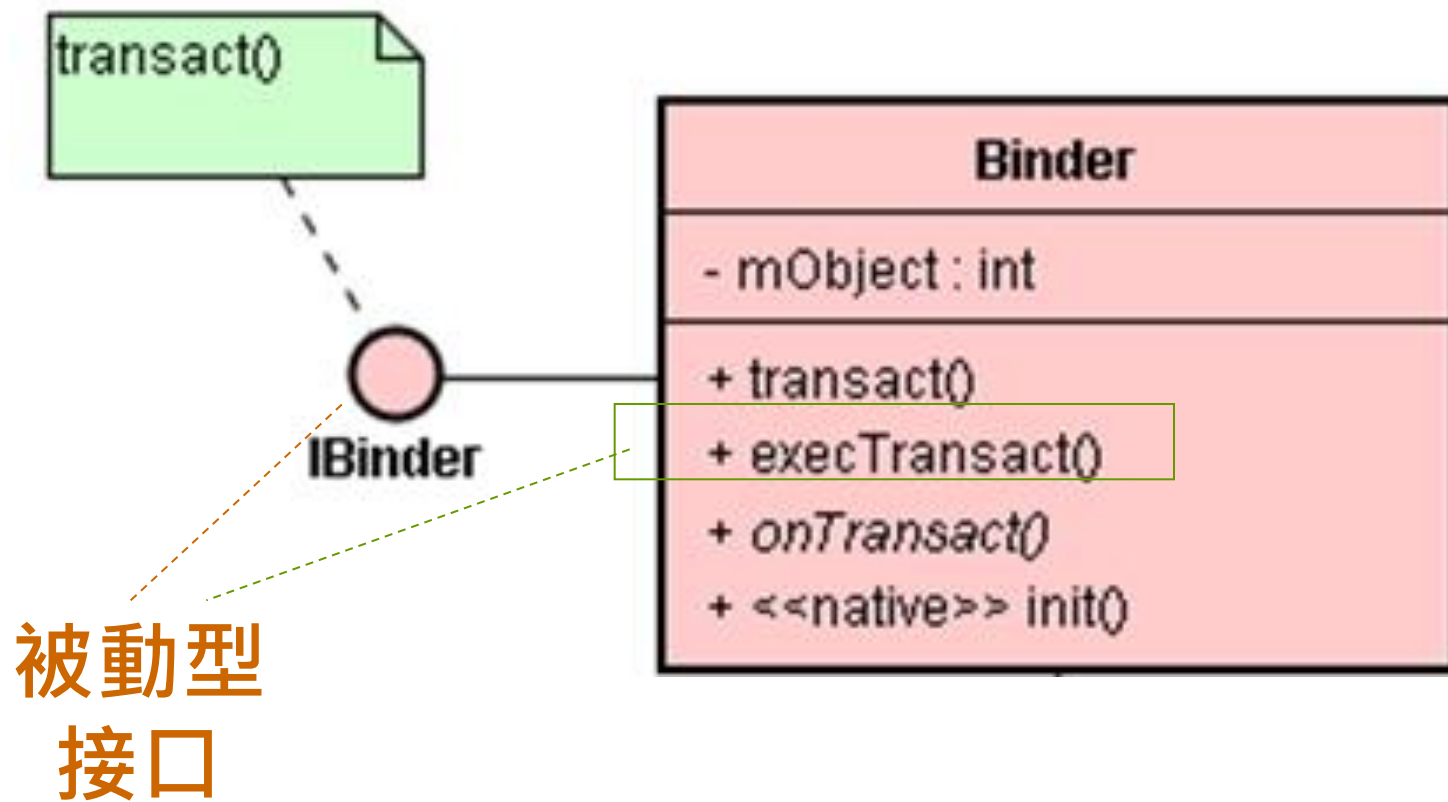 transact()
Binder
- mObject : int
+ transact()
+ execTransact()
+ onTransact()
+ <<native>> init()
IBinder
被動型
接口